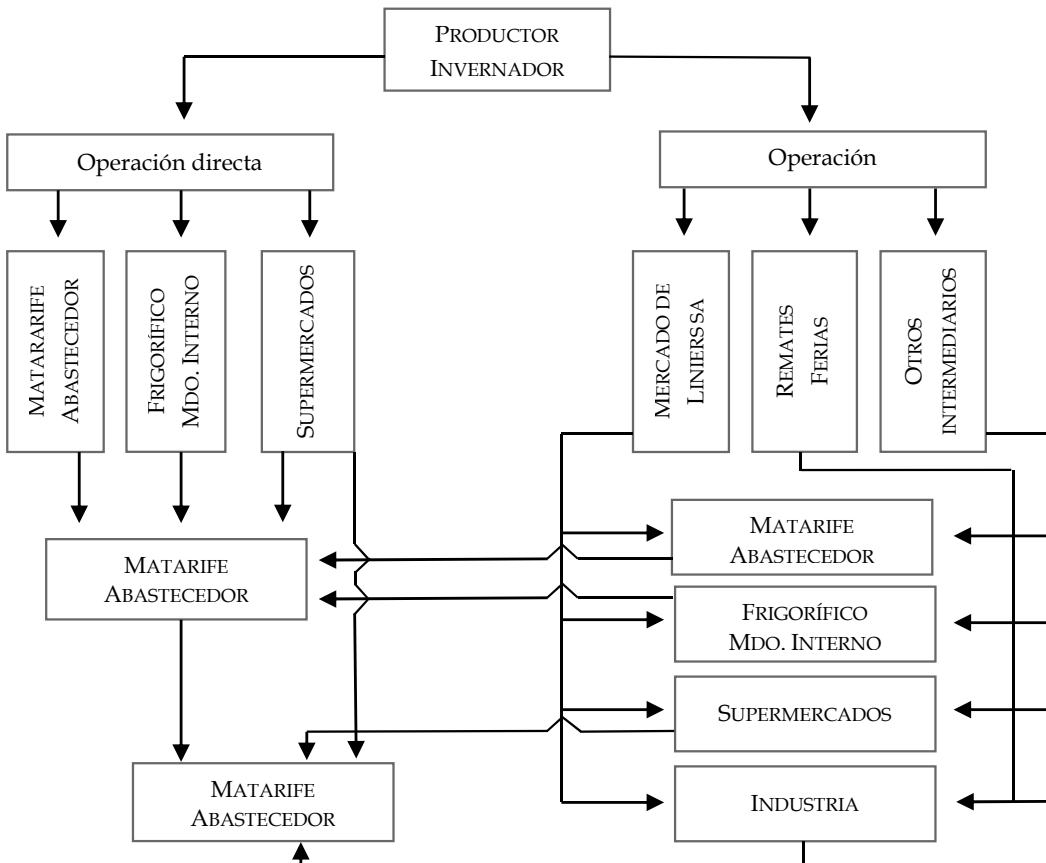 PRODUCTOR
INVERNADOR
Operación directa
Operación
MATARARIFE
ABASTECEDOR
FRIGORÍFICO
MDO. INTERNO
SUPERMERCADOS
MERCADO DE
LINIERS SA
REMATES
FERIAS
OTROS
INTERMEDIARIOS
MATARIFE
ABASTECEDOR
MATARIFE
ABASTECEDOR
FRIGORÍFICO
MDO. INTERNO
SUPERMERCADOS
MATARIFE
ABASTECEDOR
INDUSTRIA